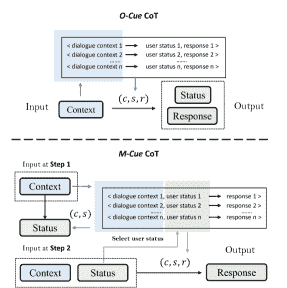 O-Cue CoT
< dialogue context 1 → user status 1, response 1 >
< dialogue context 2 → user status 2, response 2 >
......
< dialogue context n → user status n, response n >
Input
Context
(c, s, r)
Status
Response
Output
M-Cue CoT
Input at Step 1
Context
(c, s)
Status
< dialogue context 1, user status 1 → response 1 >
< dialogue context 2, user status 2 → response 2 >
......
< dialogue context n, user status n → response n >
Select user status
Input at Step 2
Context
Status
(c, s, r)
Output
Response